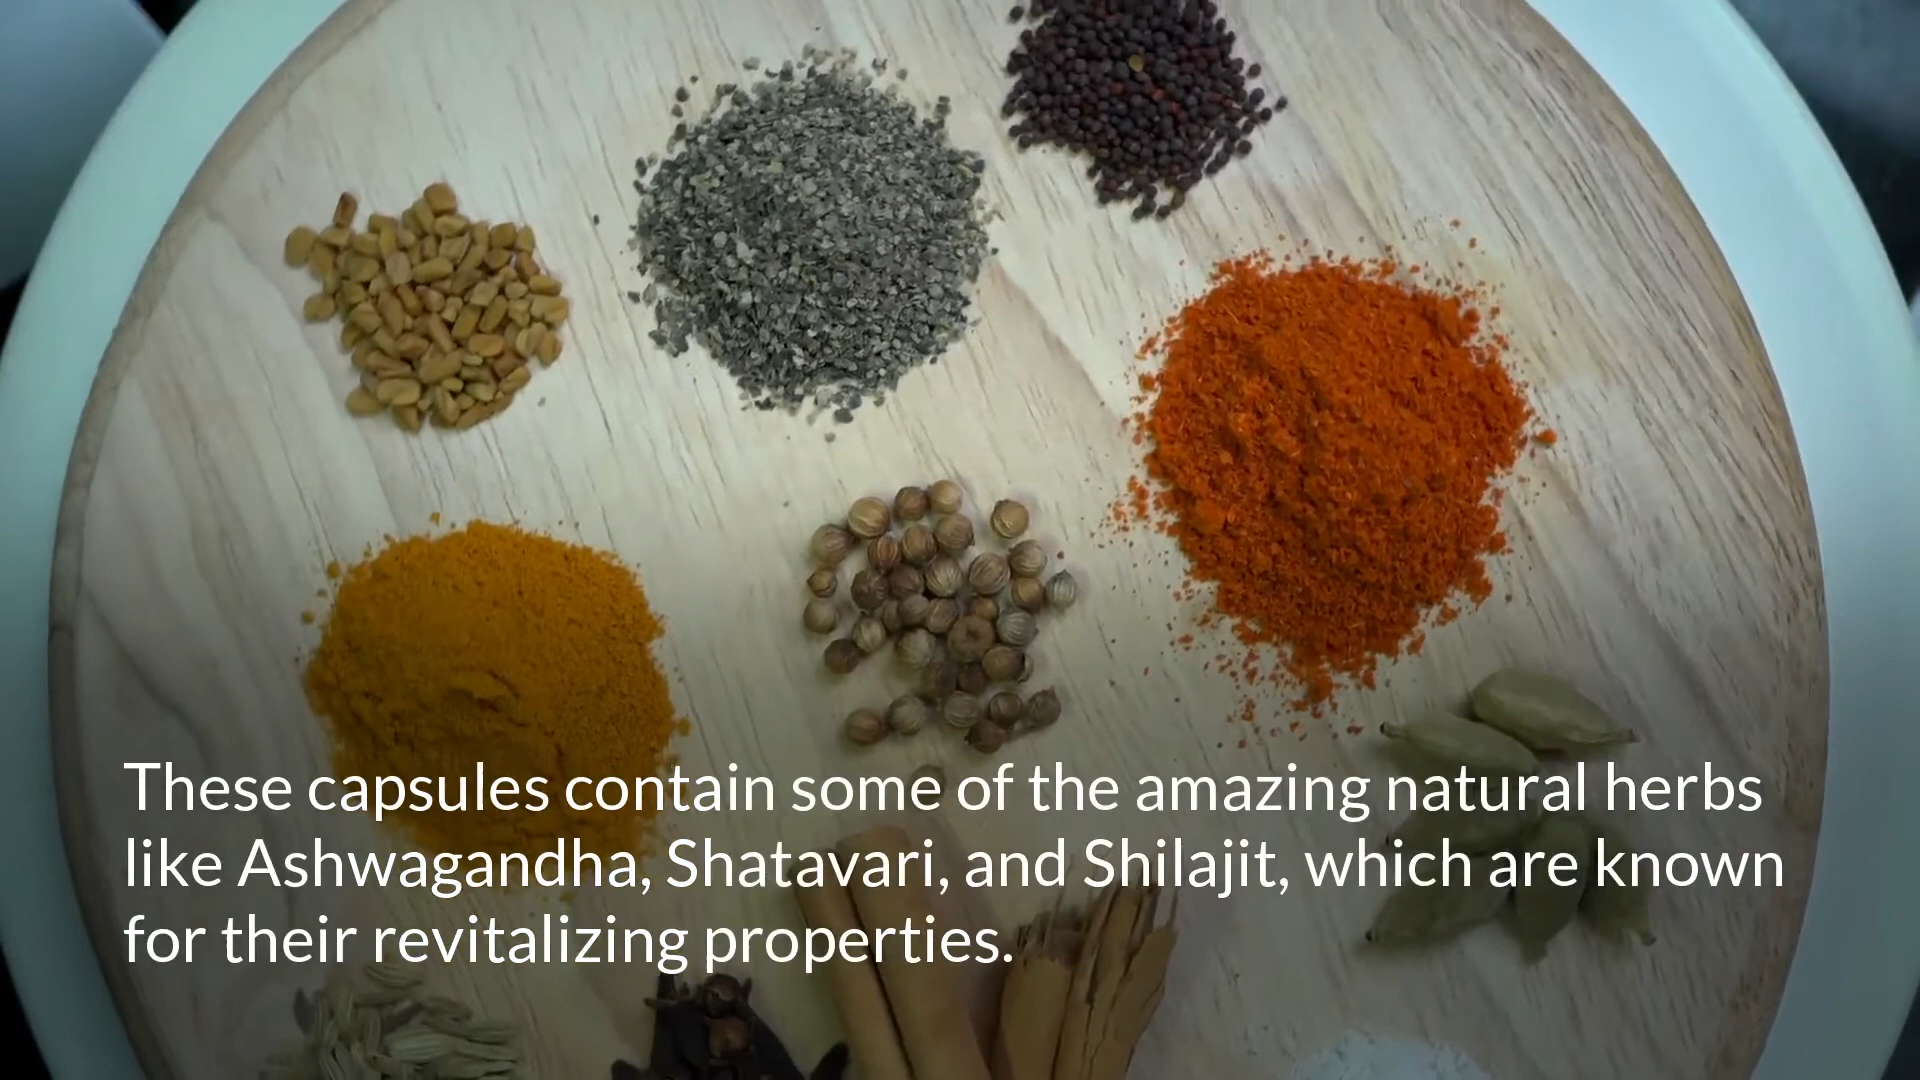 These capsules contain some of the amazing natural herbs
like Ashwagandha, Shatavari, and Shilajit, which are known
for their revitalizing properties.